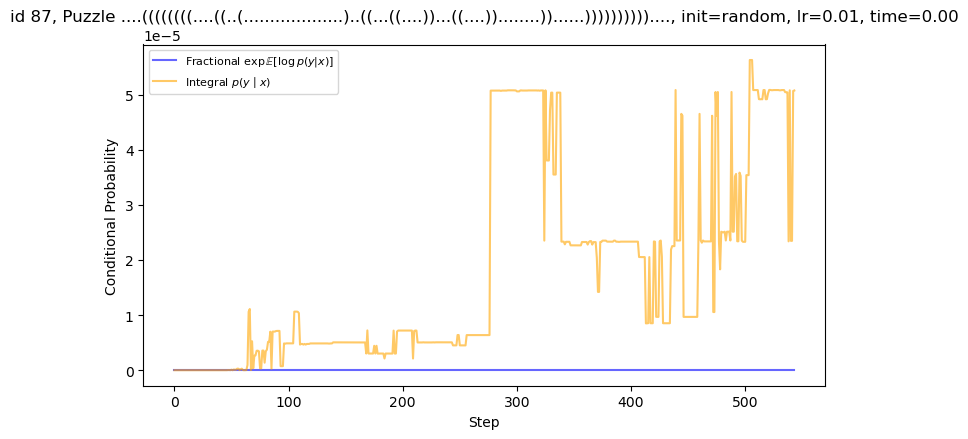 id 87, Puzzle ....((((((((....((..(....................)..((...((....))...((....))........))......))))))))))...., init=random, lr=0.01, time=0.00
1e−5
Fractional exp𝔼[log p(y|x)]
Integral p(y | x)
5
4
3
2
1
0
Conditional Probability
0 100 200 300 400 500
Step